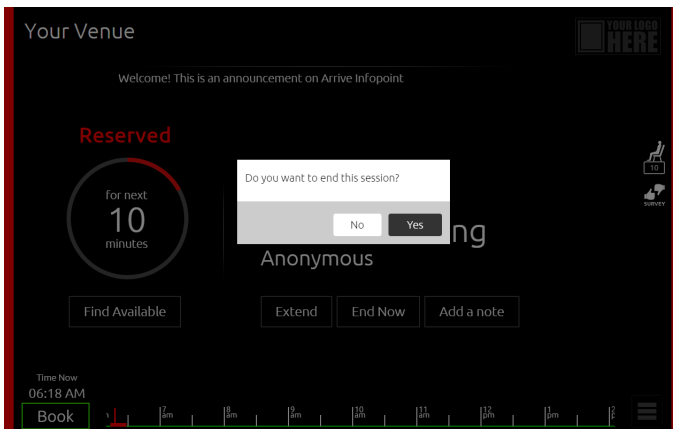 Your Venue
YOUR LOGO
HERE
Welcome! This is an announcement on Arrive Infopoint
Reserved
for next
10
minutes
Do you want to end this session?
No Yes
ng
Anonymous
10
SURVEY
Find Available
Extend End Now Add a note
Time Now
06:18 AM
Book
7 am
8 am
9 am
10 am
11 am
12 pm
1 pm
2